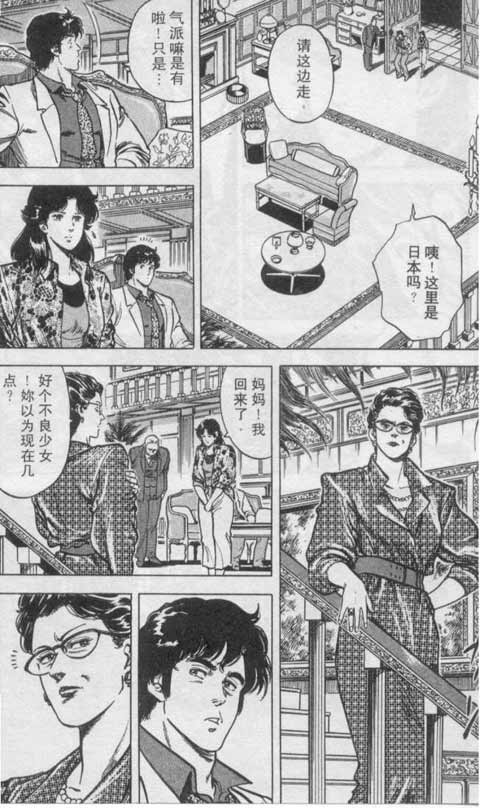 请这边走．
咦！这里是
日本吗？
气派嘛是有
啦！只是…
妈妈！我
回来了．
好个不良少女
！妳以为现在几
点？